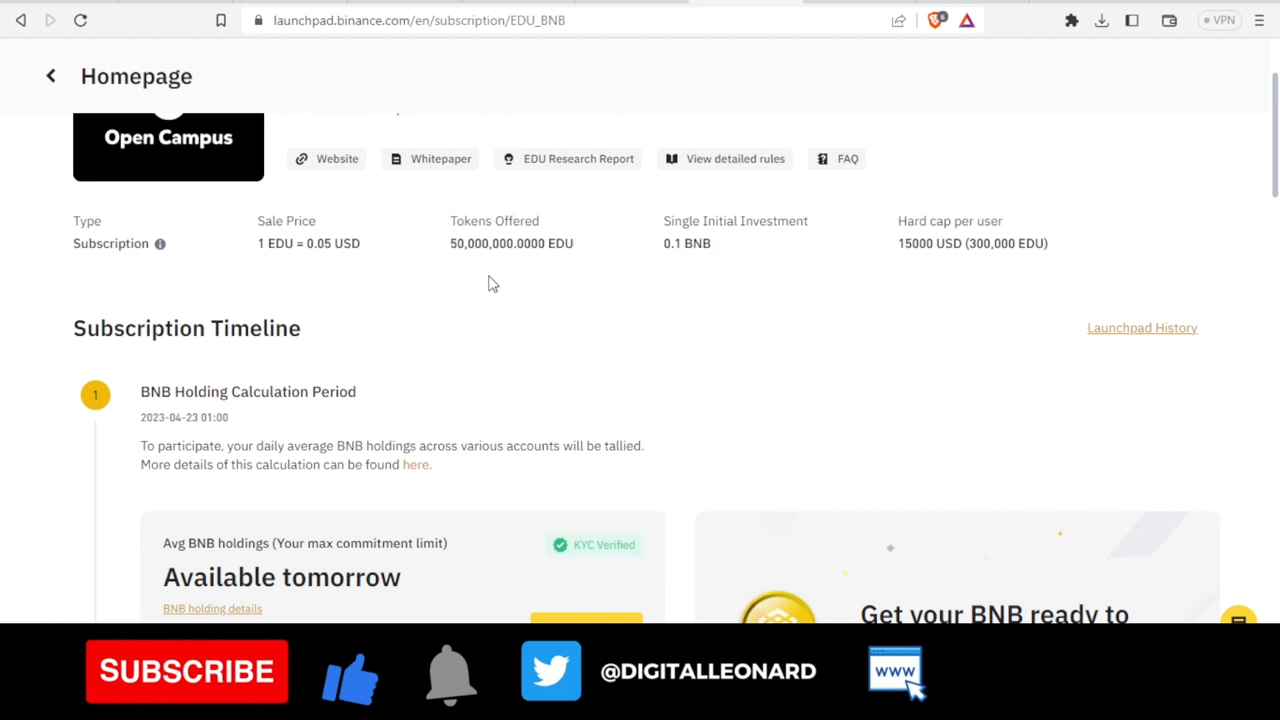 launchpad.binance.com/en/subscription/EDU_BNB
6
VPN
Homepage
Open Campus
Website
Whitepaper
EDU Research Report
View detailed rules
FAQ
Type
Sale Price
Tokens Offered
Single Initial Investment
Hard cap per user
Subscription
1 EDU = 0.05 USD
50,000,000.0000 EDU
0.1 BNB
15000 USD (300,000 EDU)
Subscription Timeline
Launchpad History
1
BNB Holding Calculation Period
2023-04-23 01:00
To participate, your daily average BNB holdings across various accounts will be tallied.
More details of this calculation can be found here.
Avg BNB holdings (Your max commitment limit)
KYC Verified
Available tomorrow
BNB holding details
Get your BNB ready to
SUBSCRIBE
@DIGITALLEONARD
WWW